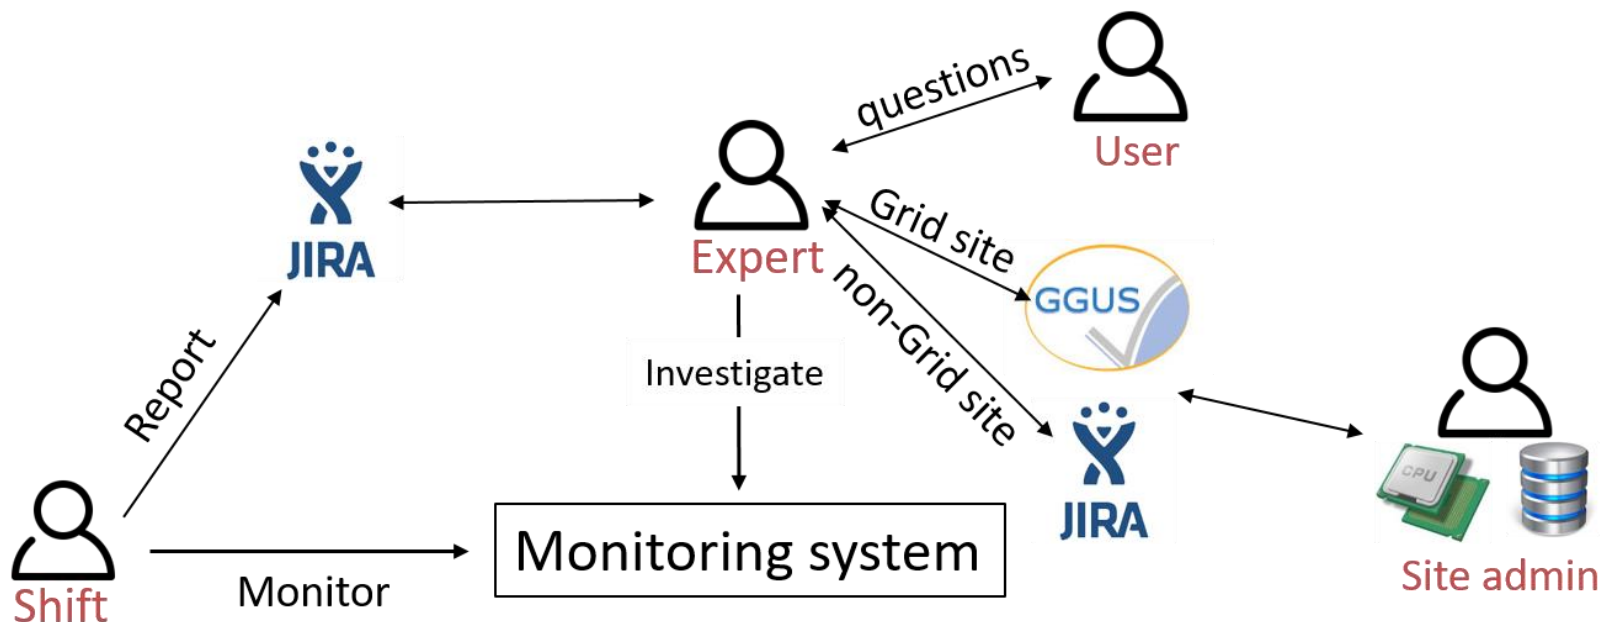 questions
User
JIRA
Expert
Grid site
GGUS
non-Grid site
Report
Investigate
CPU
JIRA
Shift
Monitor
Monitoring system
Site admin